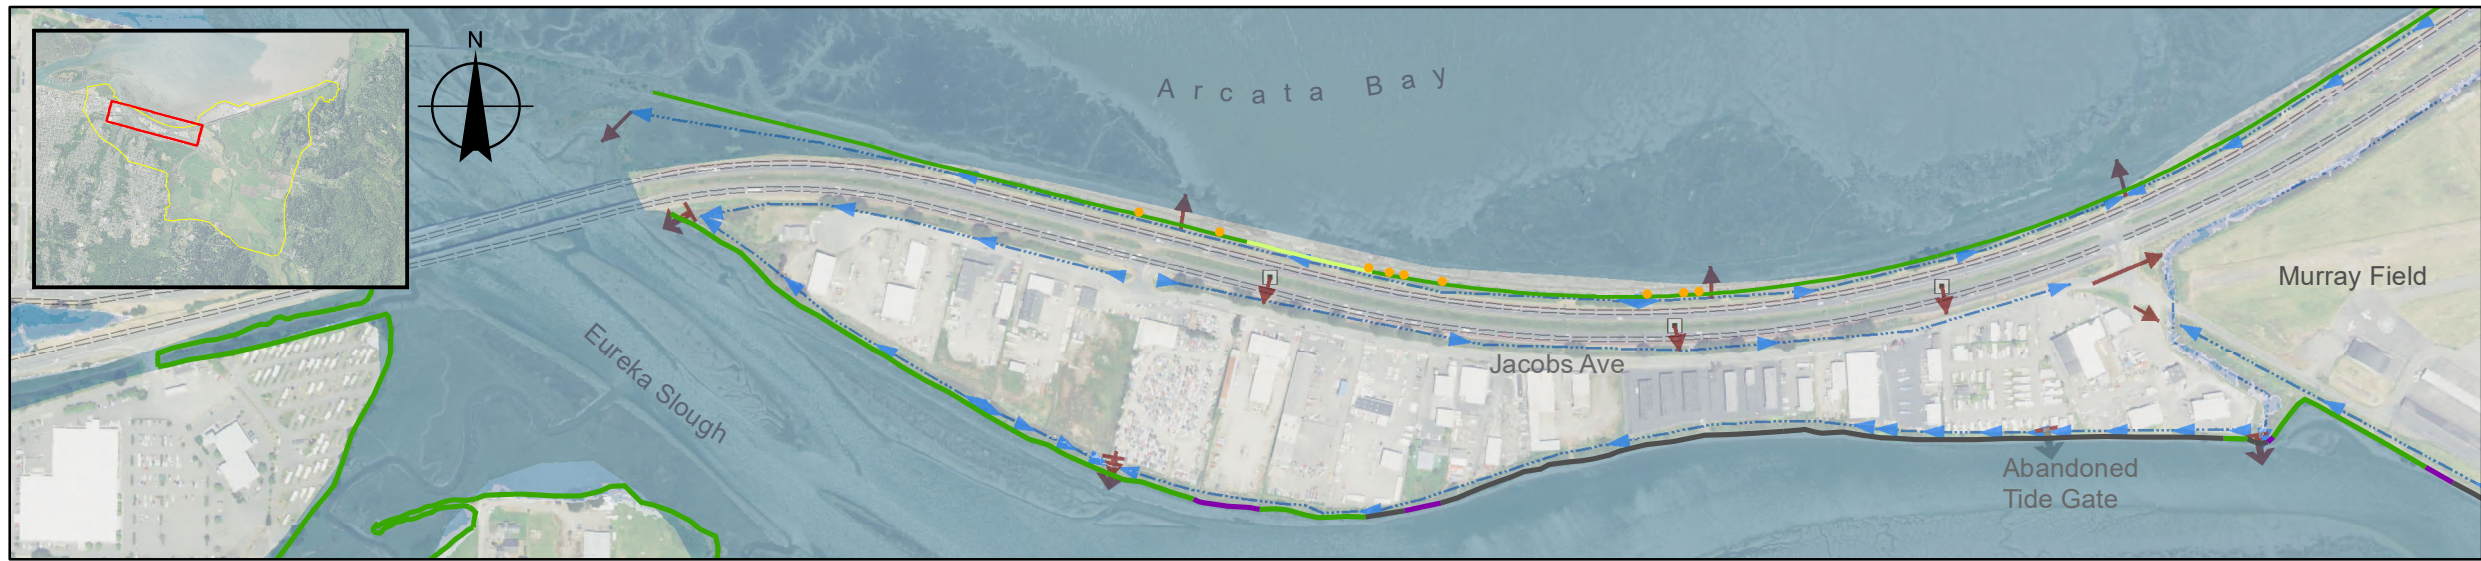 N
Arcata Bay
Murray Field
Eureka Slough
Jacobs Ave
Abandoned
Tide Gate